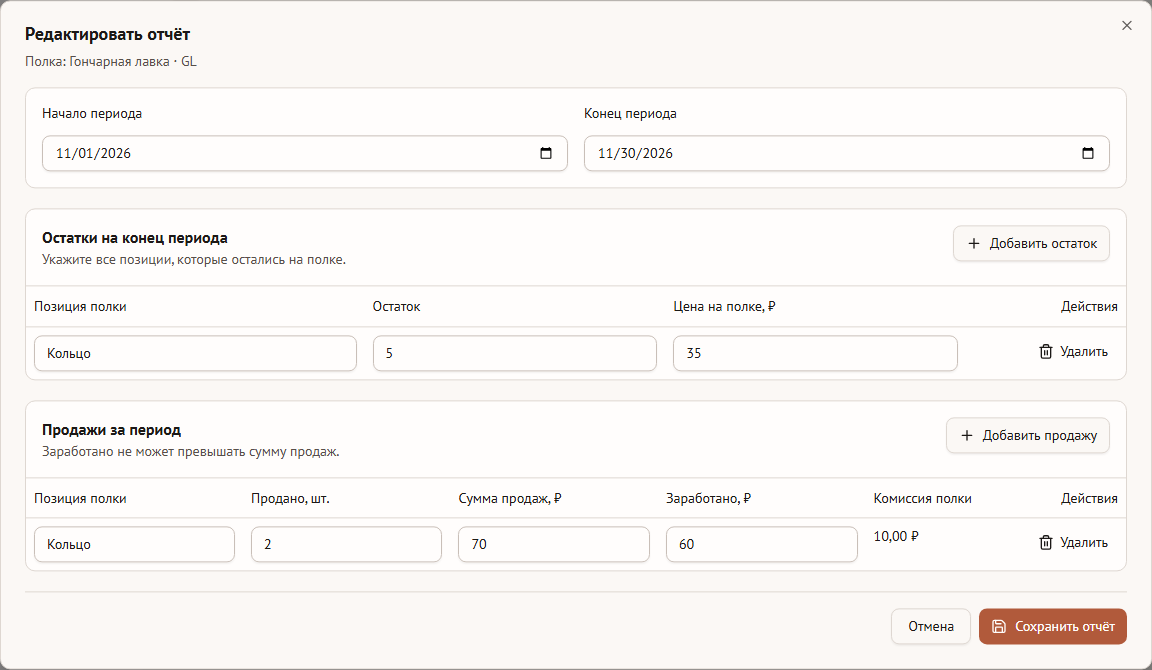 Редактировать отчёт
Полка: Гончарная лавка · GL
Начало периода
Конец периода
11/01/2026
11/30/2026
Остатки на конец периода
Укажите все позиции, которые остались на полке.
Добавить остаток
Позиция полки
Остаток
Цена на полке, ₽
Действия
Кольцо
5
35
Удалить
Продажи за период
Заработано не может превышать сумму продаж.
Добавить продажу
Позиция полки
Продано, шт.
Сумма продаж, ₽
Заработано, ₽
Комиссия полки
Действия
Кольцо
2
70
60
10,00 ₽
Удалить
Отмена
Сохранить отчёт